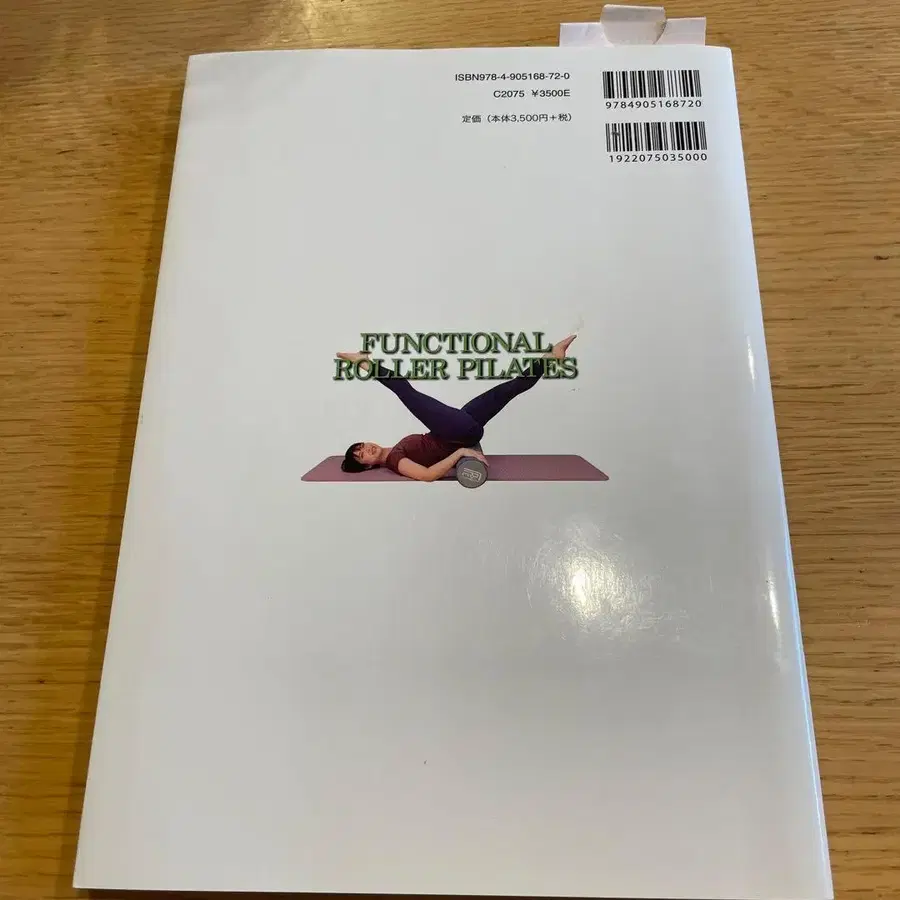 ISBN978-4-905168-72-0
C2075 ¥3500E
定価（本体3,500円＋税）
9784905168720
1922075035000
FUNCTIONAL
ROLLER PILATES